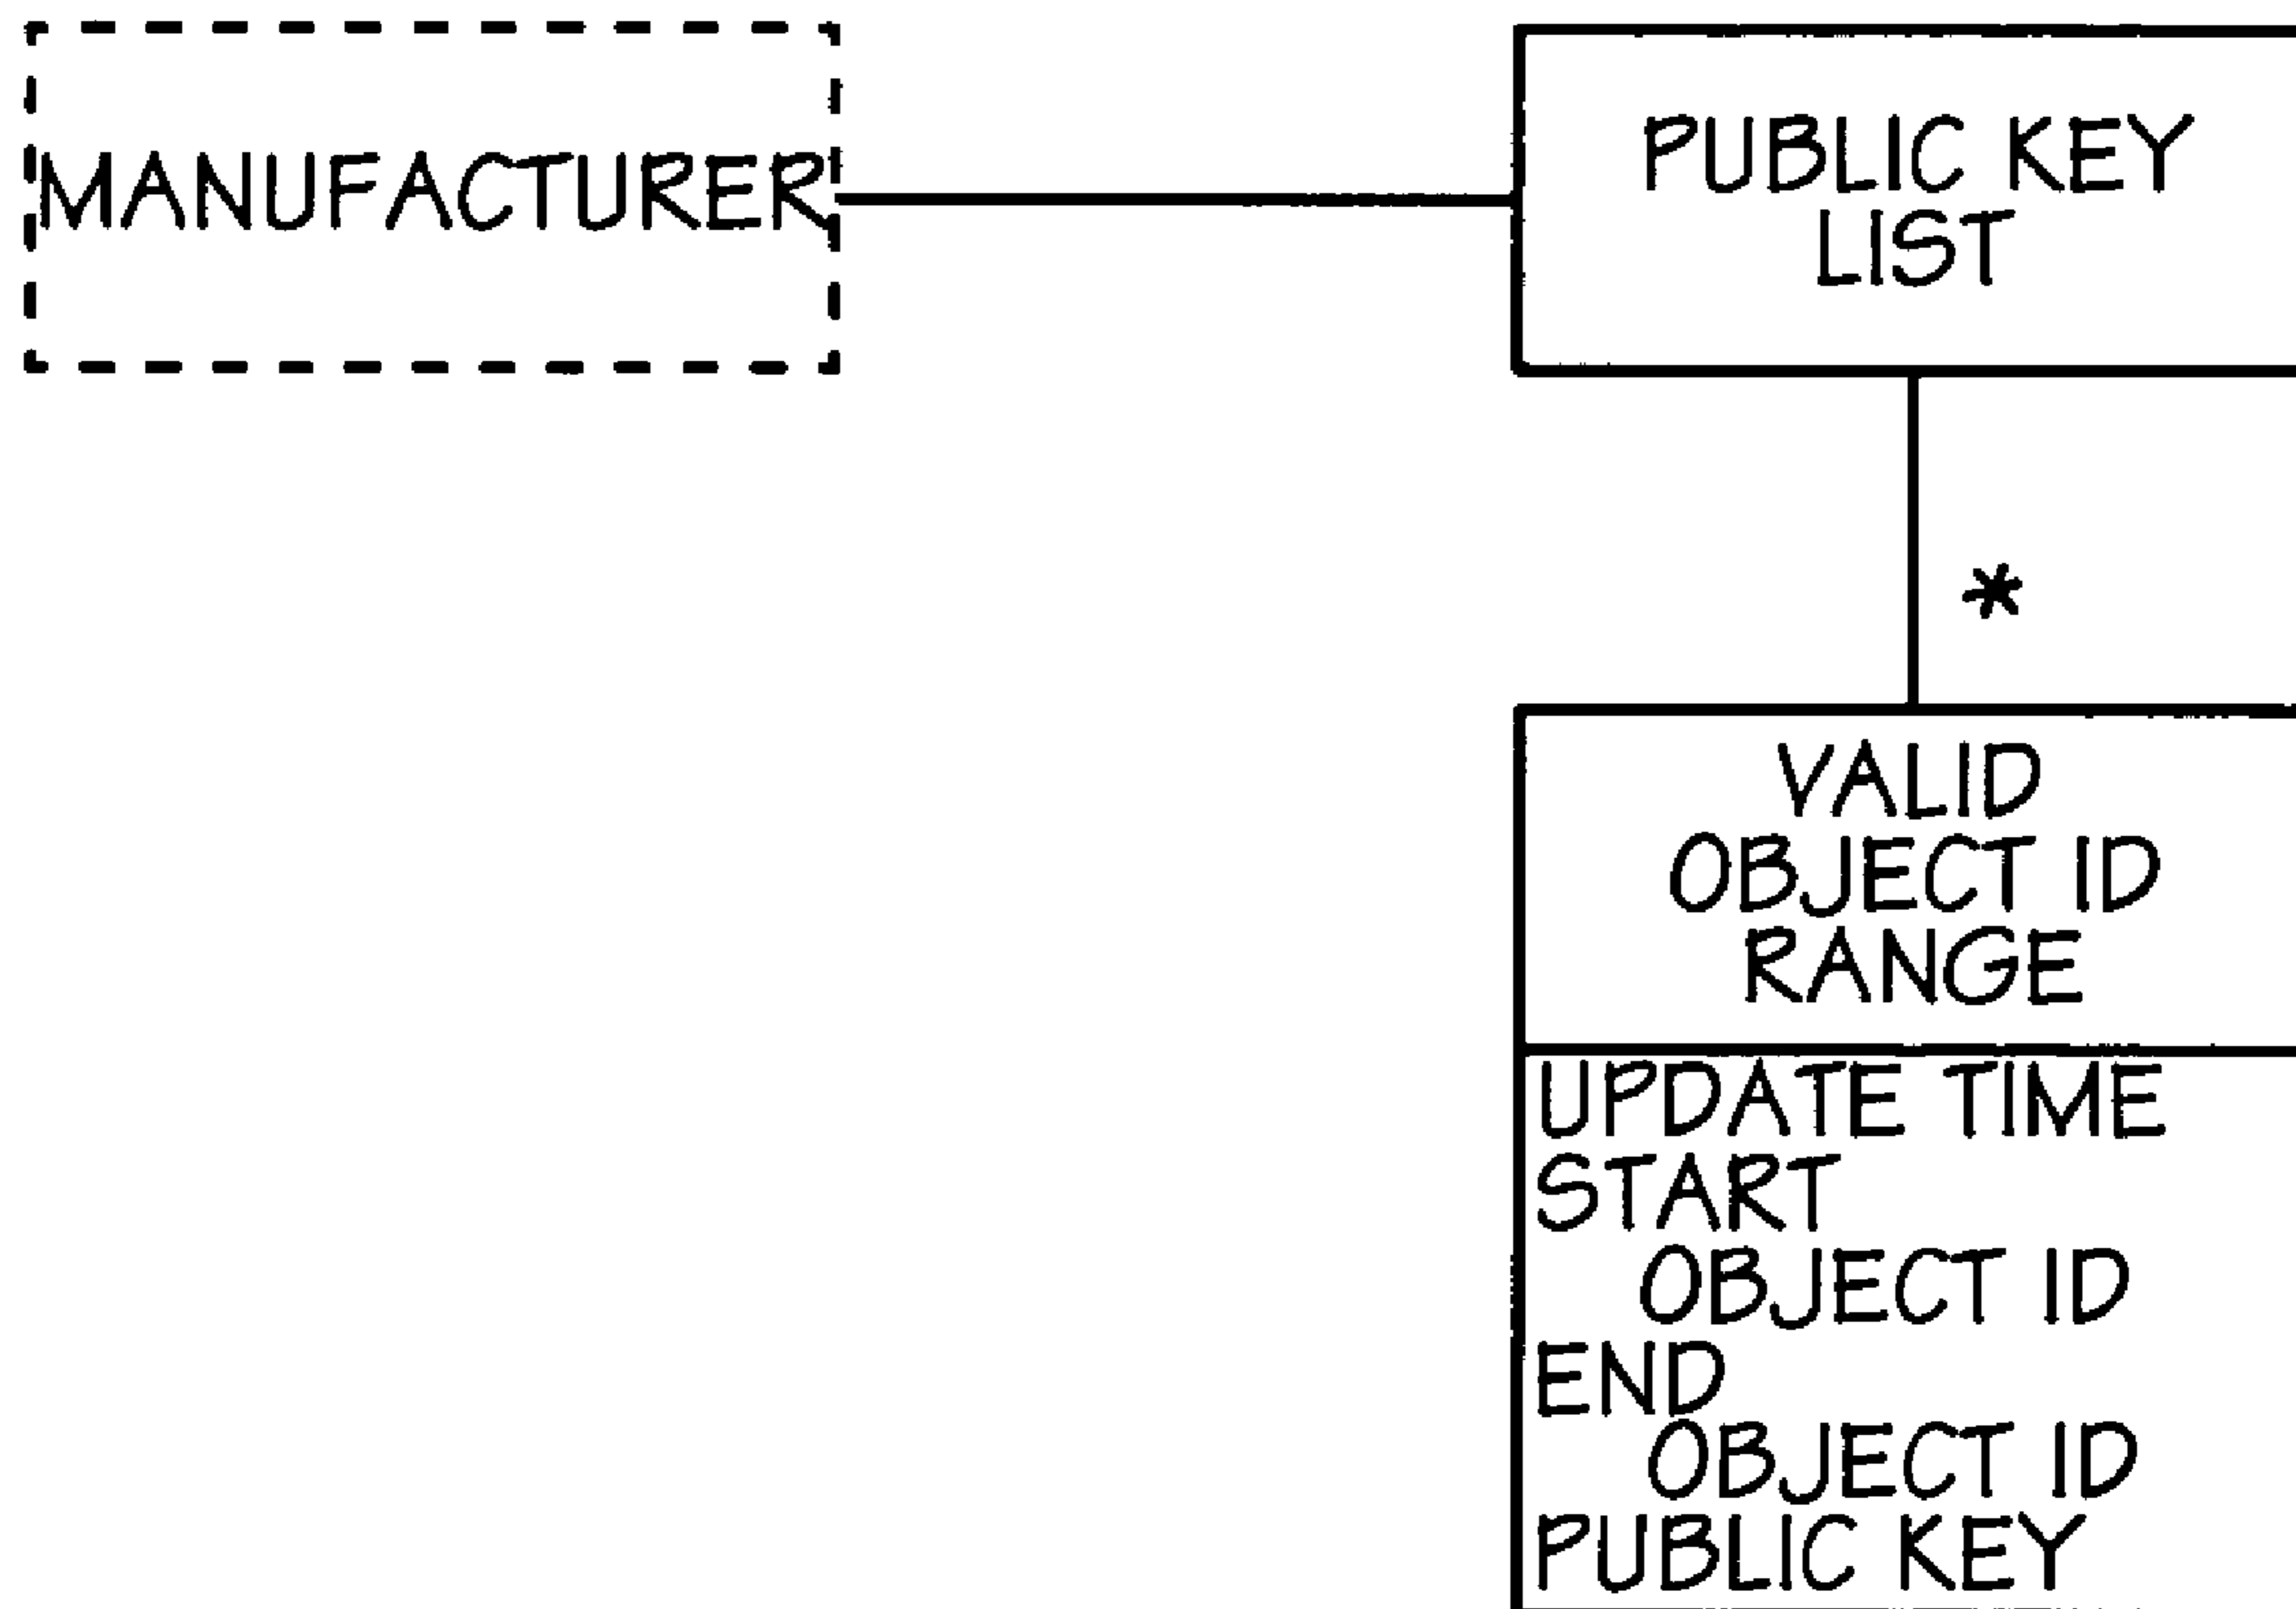 MANUFACTURER
PUBLIC KEY
LIST
*
VALID
OBJECT ID
RANGE
UPDATE TIME
START
OBJECT ID
END
OBJECT ID
PUBLIC KEY